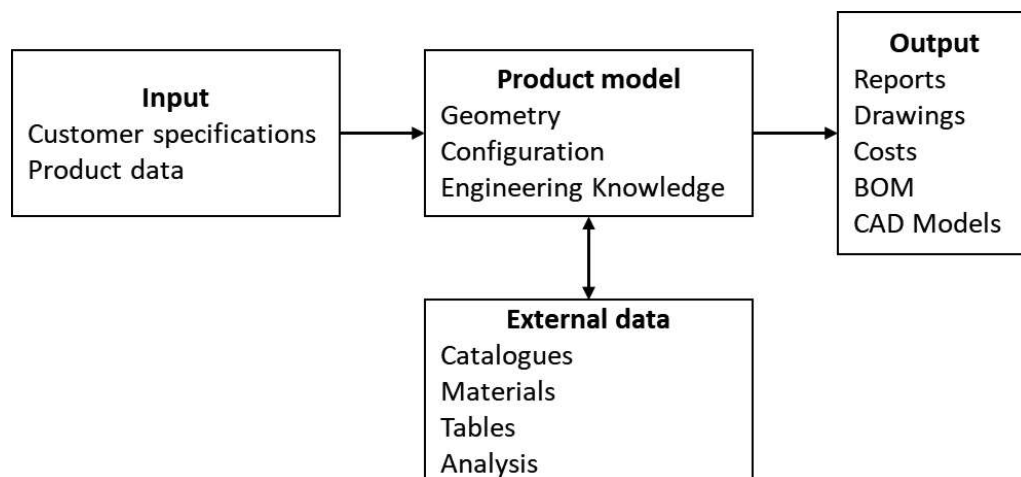 Input
Customer specifications
Product data
Product model
Geometry
Configuration
Engineering Knowledge
Output
Reports
Drawings
Costs
BOM
CAD Models
External data
Catalogues
Materials
Tables
Analysis